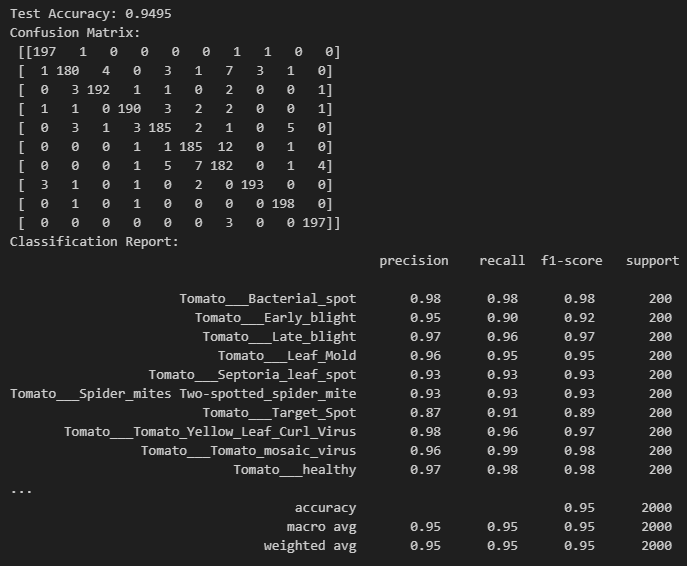 Test Accuracy: 0.9495
Confusion Matrix:
[[197 1 0 0 0 0 1 1 0 0]
[ 1 180 4 0 3 1 7 3 1 0]
[ 0 3 192 1 1 0 2 0 0 1]
[ 1 1 0 190 3 2 2 0 0 1]
[ 0 3 1 3 185 2 1 0 5 0]
[ 0 0 0 1 1 185 12 0 1 0]
[ 0 0 0 1 5 7 182 0 1 4]
[ 3 1 0 1 0 2 0 193 0 0]
[ 0 1 0 1 0 0 0 0 198 0]
[ 0 0 0 0 0 0 3 0 0 197]]
Classification Report:
precision recall f1-score support
Tomato___Bacterial_spot 0.98 0.98 0.98 200
Tomato___Early_blight 0.95 0.90 0.92 200
Tomato___Late_blight 0.97 0.96 0.97 200
Tomato___Leaf_Mold 0.96 0.95 0.95 200
Tomato___Septoria_leaf_spot 0.93 0.93 0.93 200
Tomato___Spider_mites Two-spotted_spider_mite 0.93 0.93 0.93 200
Tomato___Target_Spot 0.87 0.91 0.89 200
Tomato___Tomato_Yellow_Leaf_Curl_Virus 0.98 0.96 0.97 200
Tomato___Tomato_mosaic_virus 0.96 0.99 0.98 200
Tomato___healthy 0.97 0.98 0.98 200
...
accuracy 0.95 2000
macro avg 0.95 0.95 0.95 2000
weighted avg 0.95 0.95 0.95 2000